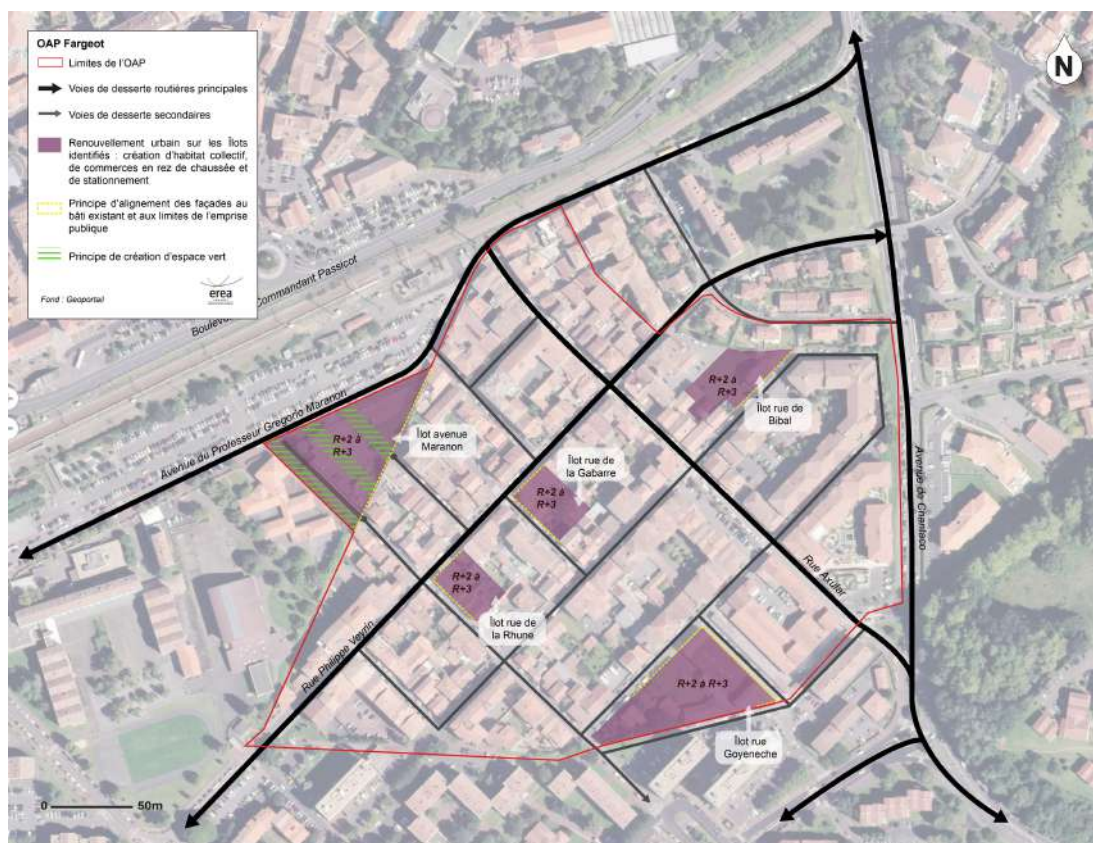 OAP Fargeot
Limites de l'OAP
Voies de desserte routières principales
Voies de desserte secondaires
Renouvellement urbain sur les Îlots
identifiés : création d'habitat collectif,
de commerces en rez de chaussée et
de stationnement
Principe d'alignement des façades au
bâti existant et aux limites de l'emprise
publique
Principe de création d'espace vert
Fond : Geoportail
erea
N
Commandant Passicot
Avenue du Professeur Gregorio Maranon
R+2 à
R+3
Îlot avenue
Maranon
R+2 à
R+3
Îlot rue de
Bibal
Îlot rue de
la Gabarre
R+2 à
R+3
R+2 à
R+3
Îlot rue de
la Rhune
Rue Philippe Veyrin
Rue Axular
Avenue de Chantaco
R+2 à R+3
Îlot rue
Goyeneche
0 50m